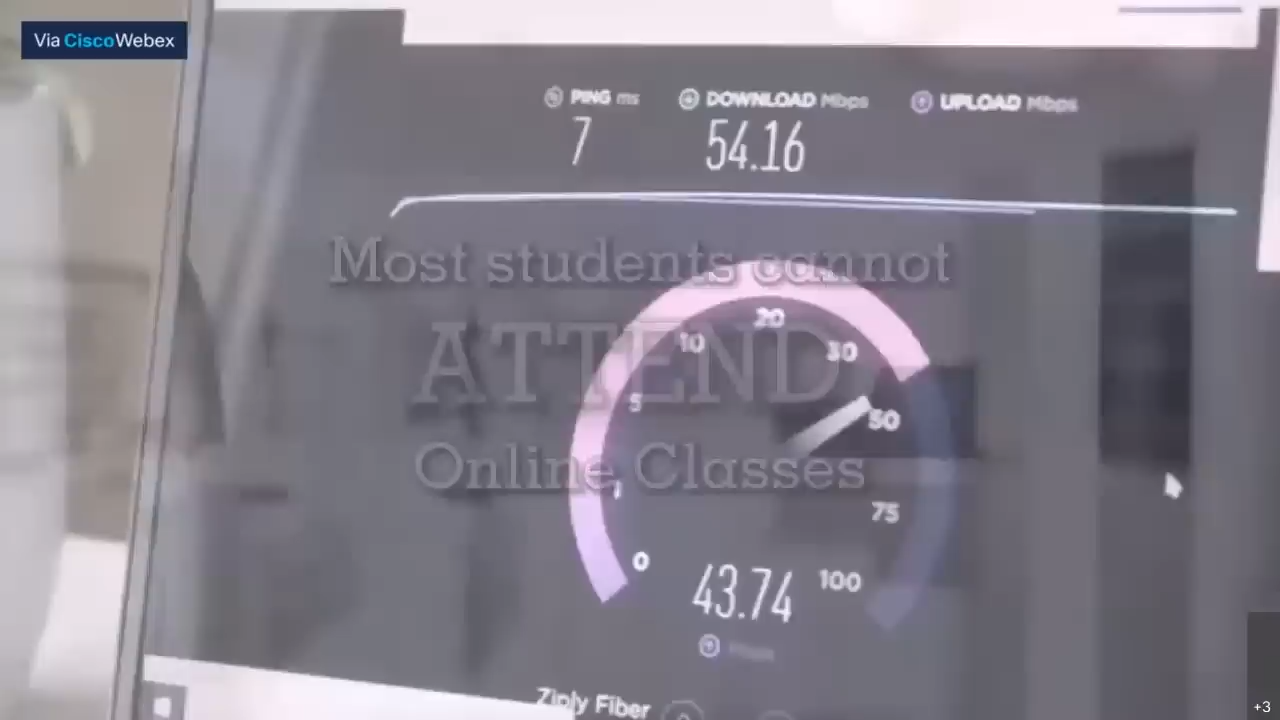 Via CiscoWebex
PING ms
DOWNLOAD Mbps
UPLOAD Mbps
7
54.16
Most students cannot
ATTEND
Online Classes
0
1
5
10
20
30
50
75
100
43.74
Ziply Fiber
+3